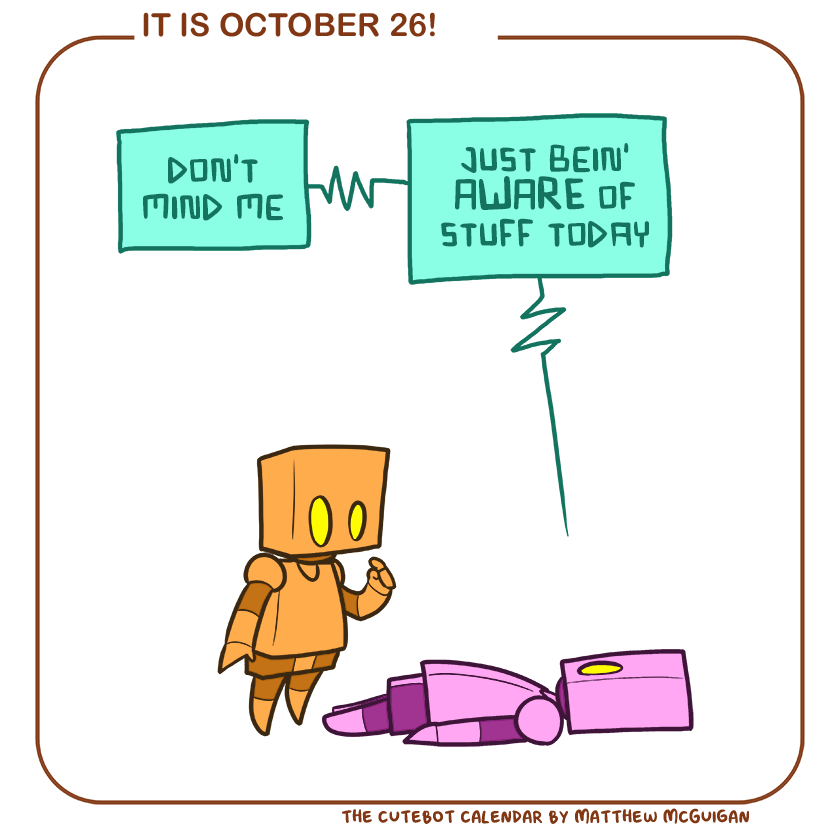 IT IS OCTOBER 26!
DON'T
MIND ME
JUST BEIN'
AWARE OF
STUFF TODAY
THE CUTEBOT CALENDAR BY MATTHEW MCGUIGAN